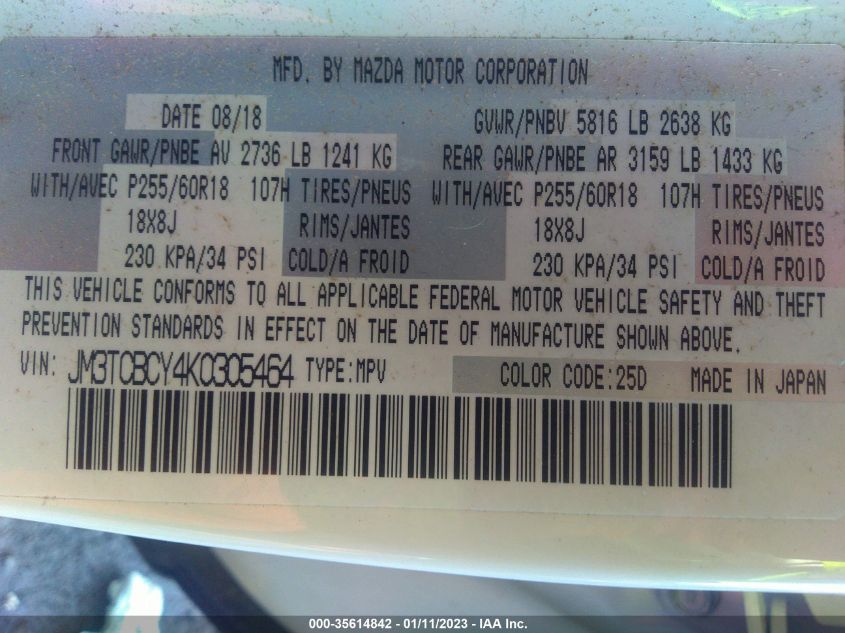 MFD. BY MAZDA MOTOR CORPORATION
DATE 08/18 GVWR/PNBV 5816 LB 2638 KG
FRONT GAWR/PNBE AV 2736 LB 1241 KG REAR GAWR/PNBE AR 3159 LB 1433 KG
WITH/AVEC P255/60R18 107H TIRES/PNEUS WITH/AVEC P255/60R18 107H TIRES/PNEUS
18X8J RIMS/JANTES 18X8J RIMS/JANTES
230 KPA/34 PSI COLD/A FROID 230 KPA/34 PSI COLD/A FROID
THIS VEHICLE CONFORMS TO ALL APPLICABLE FEDERAL MOTOR VEHICLE SAFETY AND THEFT
PREVENTION STANDARDS IN EFFECT ON THE DATE OF MANUFACTURE SHOWN ABOVE.
VIN: JM3TCBCY4K0305464 TYPE:MPV COLOR CODE:25D MADE IN JAPAN
000-35614842 - 01/11/2023 - IAA Inc.